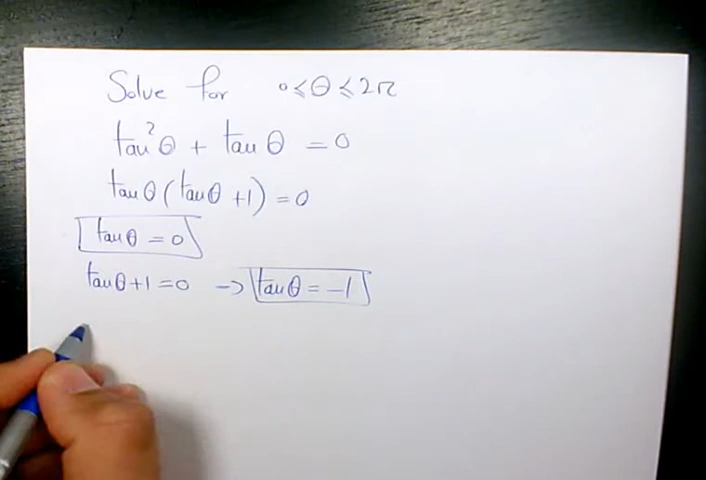 Solve for 0≤θ≤2π
tan²θ + tanθ = 0
tanθ(tanθ +1) = 0
tanθ = 0
tanθ+1 = 0 → tanθ = -1